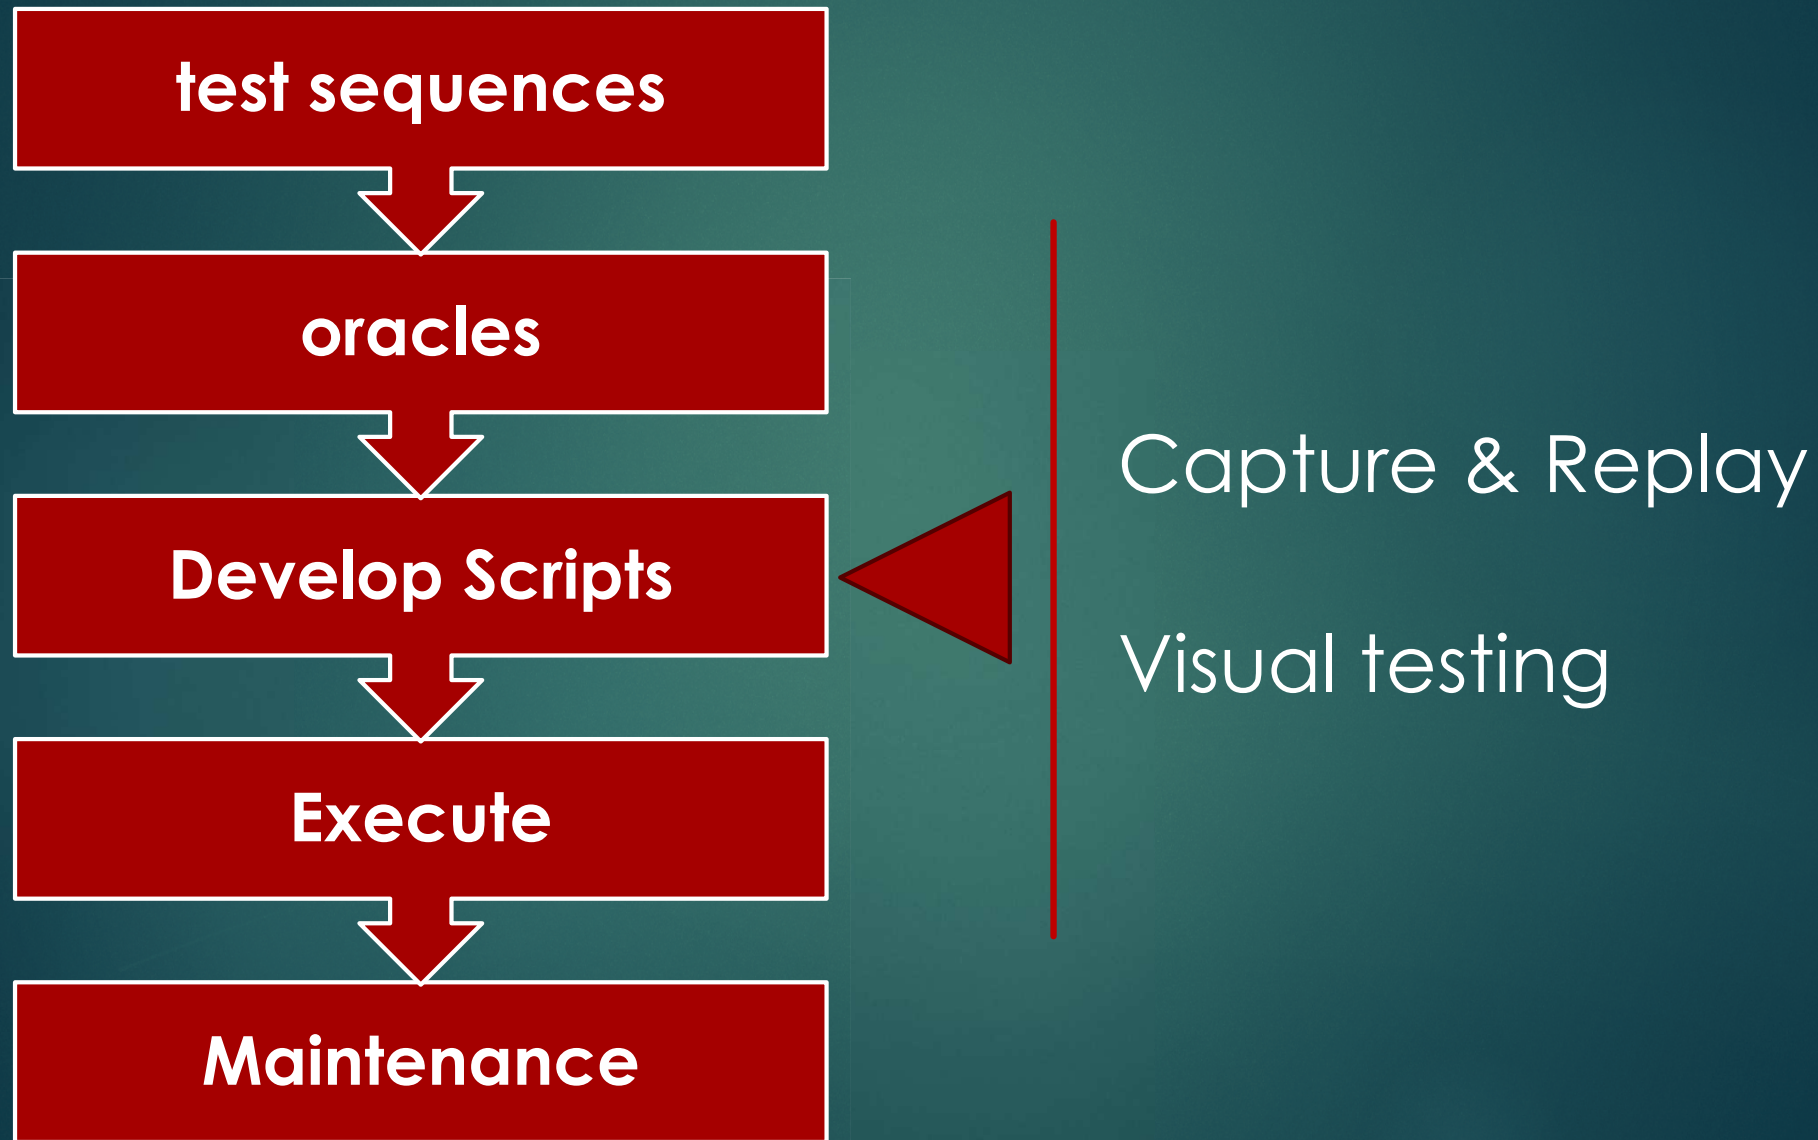 test sequences
oracles
Develop Scripts
Execute
Maintenance
Capture & Replay
Visual testing